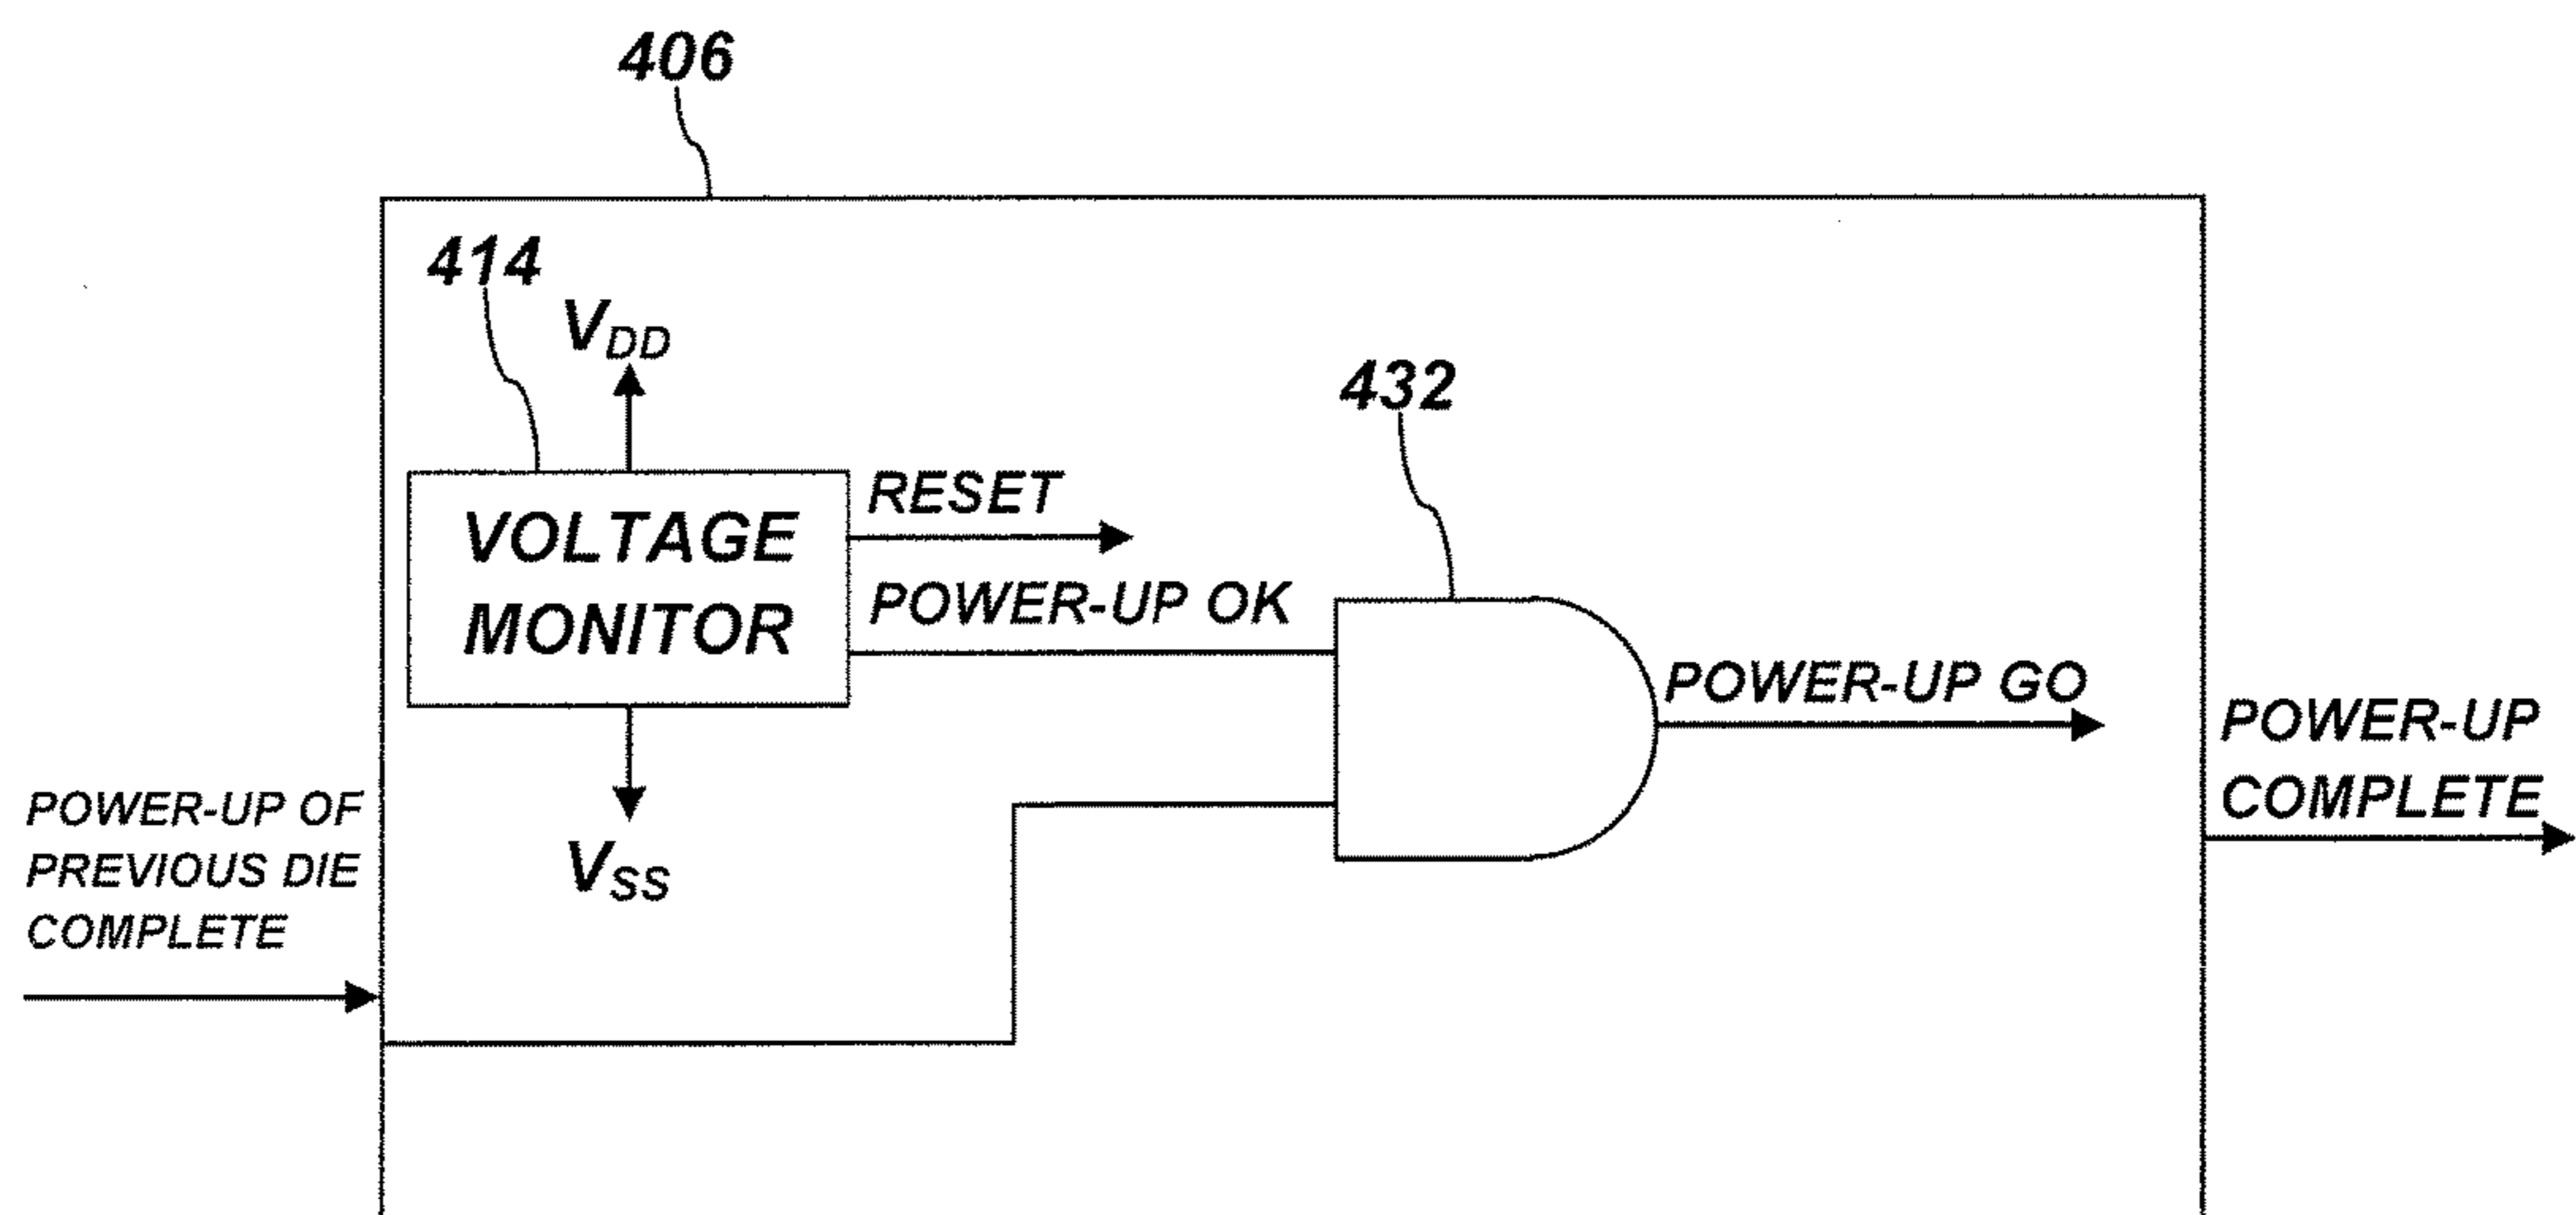 406
414
VDD
432
RESET
VOLTAGE
MONITOR
POWER-UP OK
POWER-UP GO
POWER-UP
COMPLETE
POWER-UP OF
PREVIOUS DIE
COMPLETE
VSS